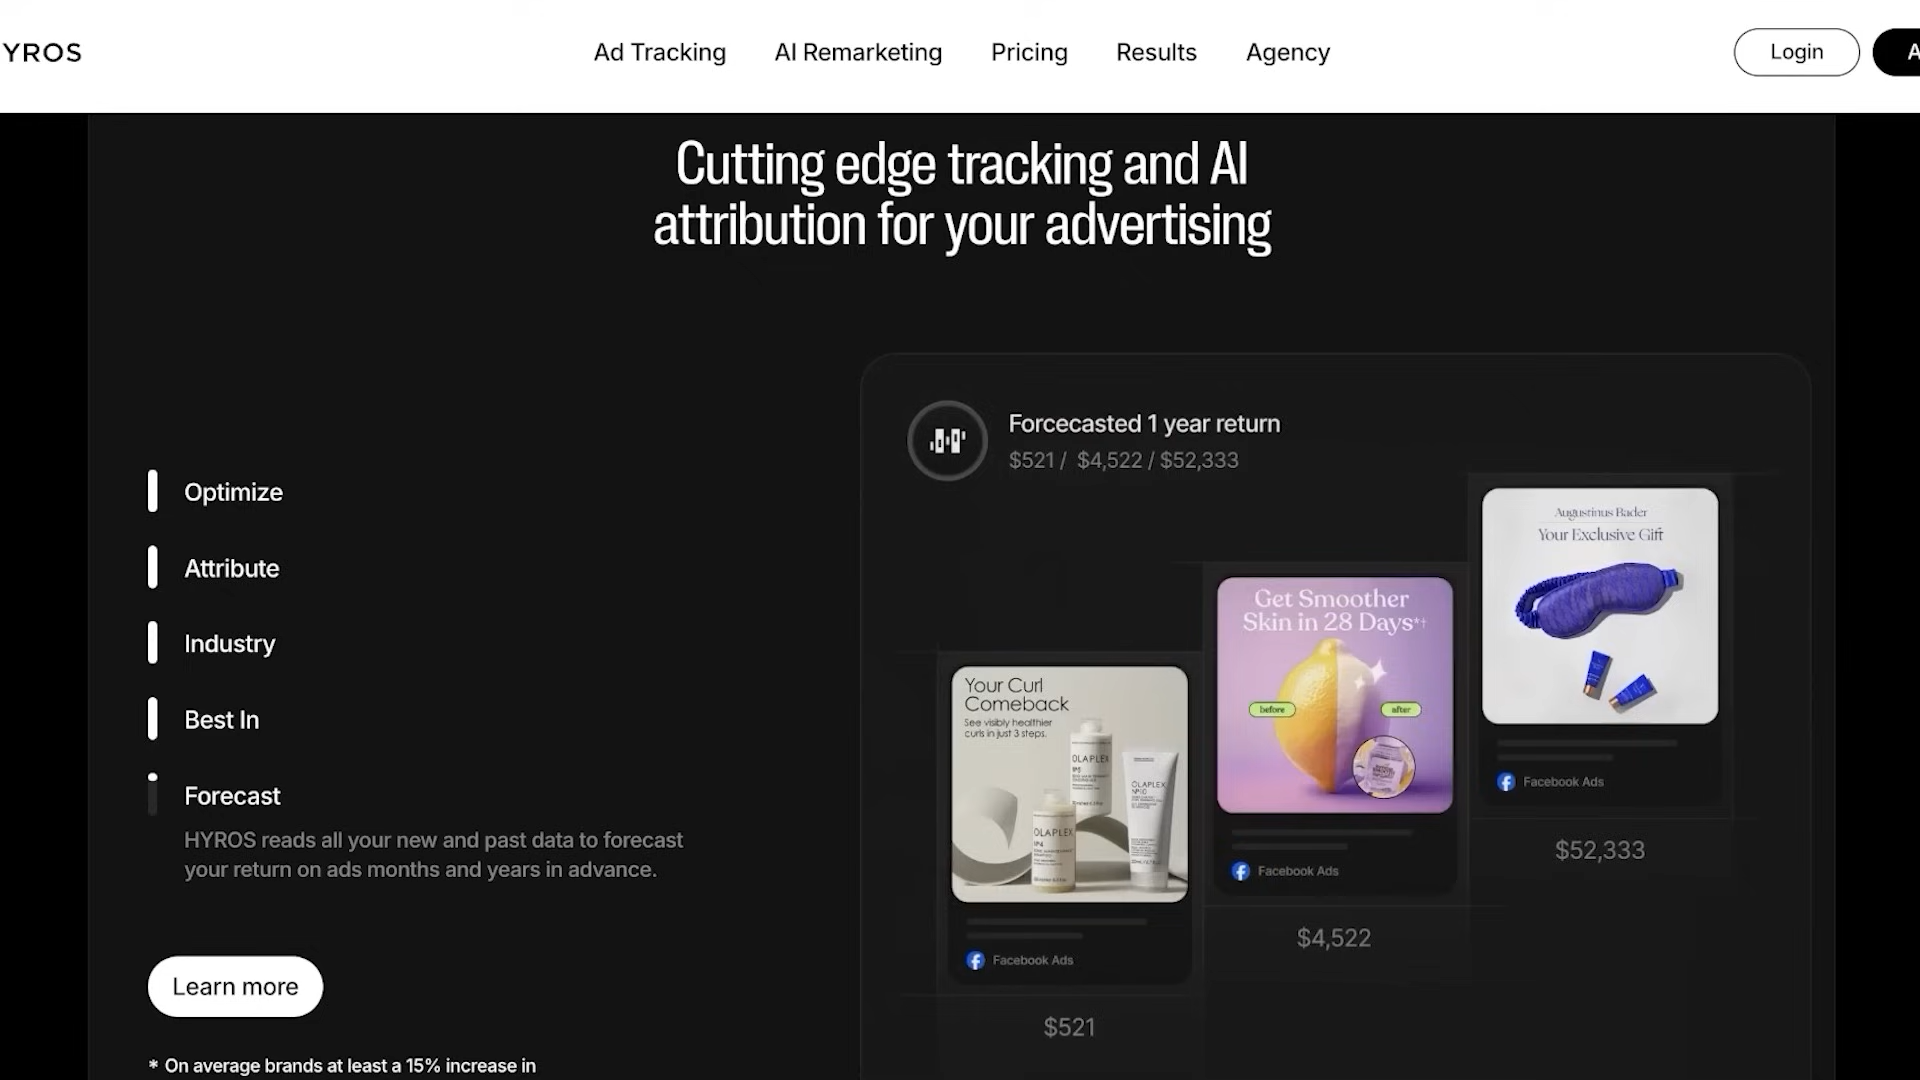 YROS
Ad Tracking
AI Remarketing
Pricing
Results
Agency
Login
A
Cutting edge tracking and AI
attribution for your advertising
Optimize
Attribute
Industry
Best In
Forecast
HYROS reads all your new and past data to forecast
your return on ads months and years in advance.
Learn more
* On average brands at least a 15% increase in
Forcecasted 1 year return
$521 / $4,522 / $52,333
Your Curl
Comeback
See visibly healthier
curls in just 3 steps.
OLAPLEX
Nº5
OLAPLEX
Nº4
OLAPLEX
Nº10
Facebook Ads
$521
Get Smoother
Skin in 28 Days*†
before
after
Facebook Ads
$4,522
Augustinus Bader
Your Exclusive Gift
Facebook Ads
$52,333